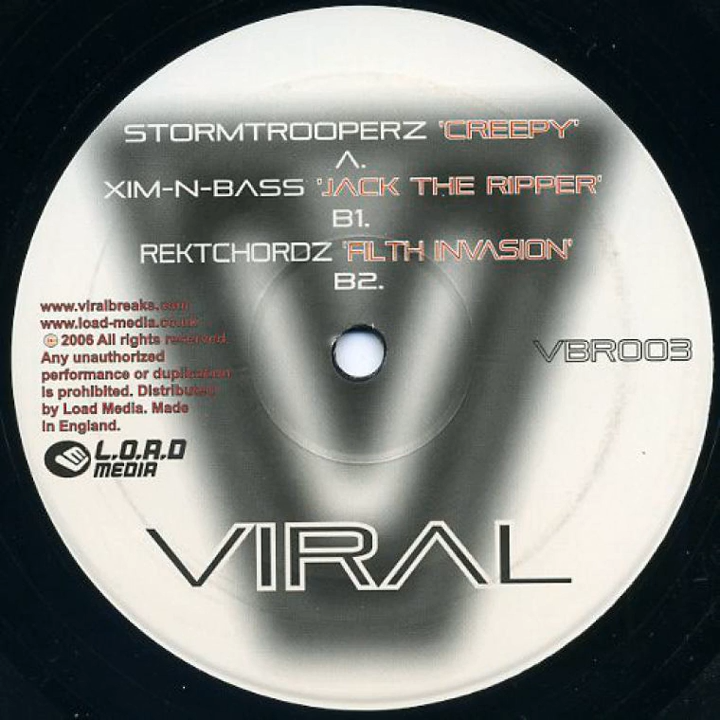 STORMTROOPERZ 'CREEPY'
A.
XIM-N-BASS 'JACK THE RIPPER'
B1.
REKTCHORDZ 'FILTH INVASION'
B2.
www.viralbreaks.com
www.load-media.co.uk
© 2006 All rights reserved
Any unauthorized
performance or duplication
is prohibited. Distributed
by Load Media. Made
in England.
L.O.A.D
MEDIA
VBR003
VIRAL